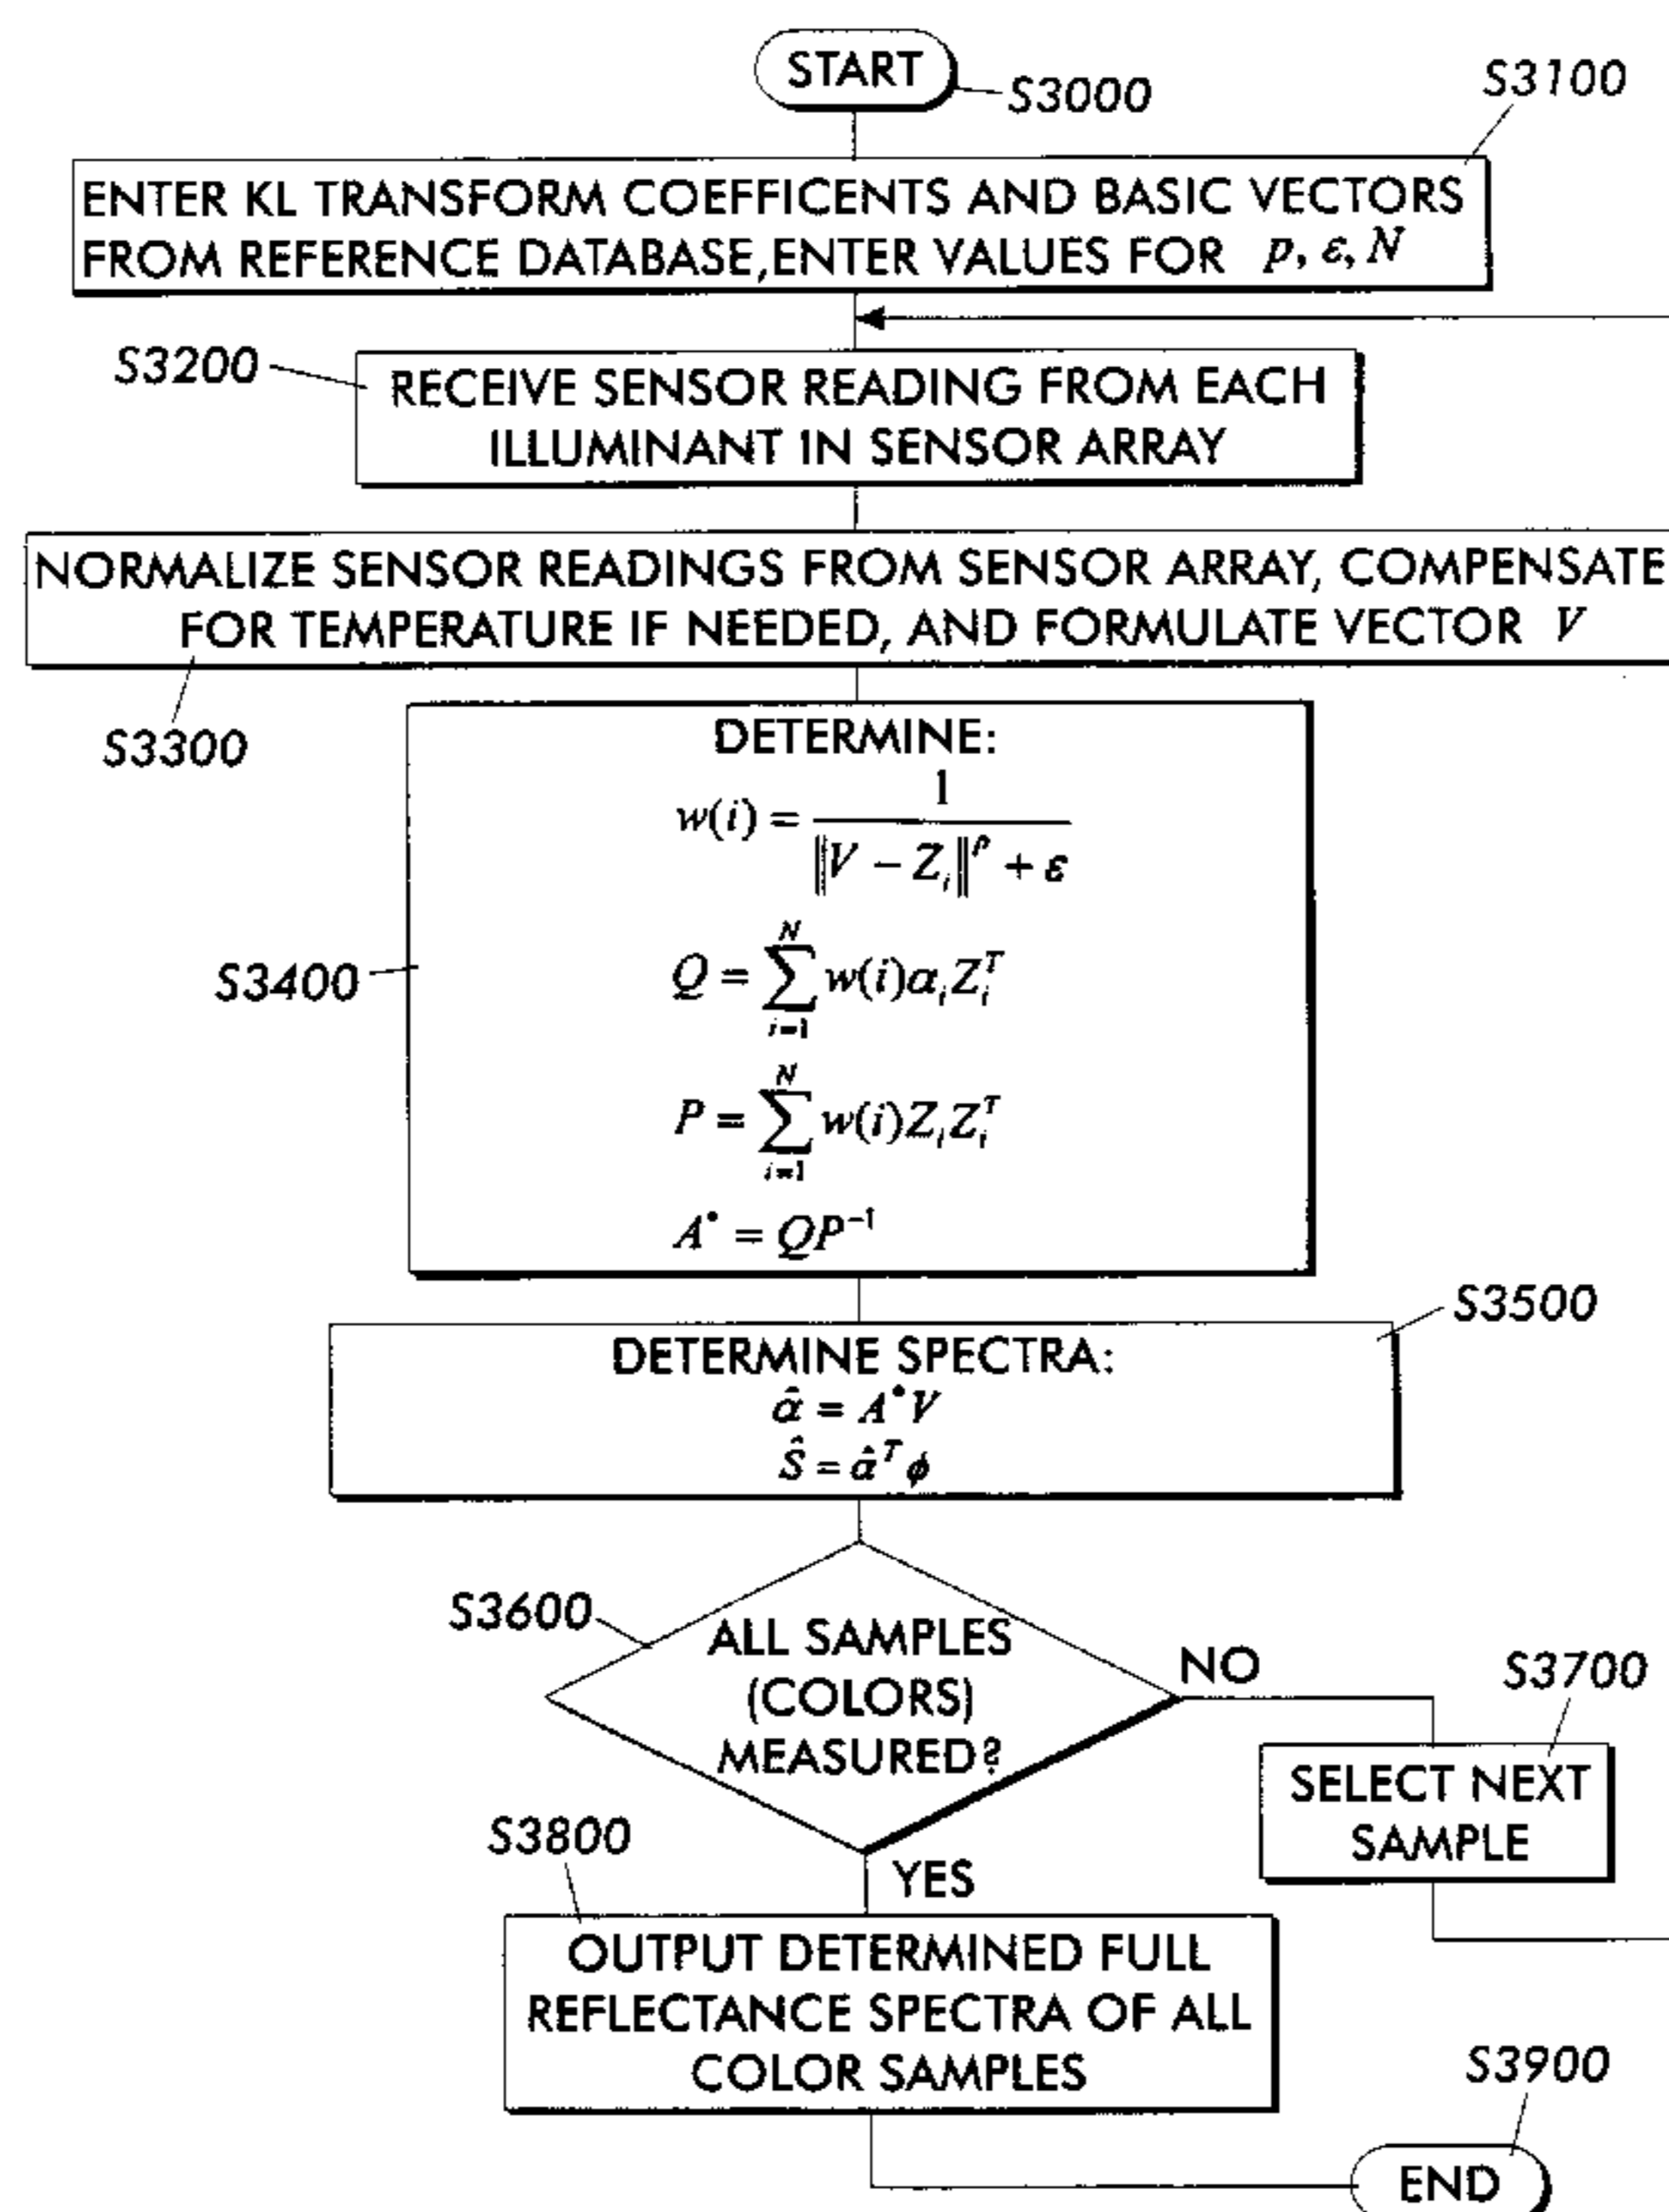 START
S3000
S3100
ENTER KL TRANSFORM COEFFICENTS AND BASIC VECTORS
FROM REFERENCE DATABASE,ENTER VALUES FOR p, ε, N
S3200
RECEIVE SENSOR READING FROM EACH
ILLUMINANT IN SENSOR ARRAY
NORMALIZE SENSOR READINGS FROM SENSOR ARRAY, COMPENSATE
FOR TEMPERATURE IF NEEDED, AND FORMULATE VECTOR V
S3300
DETERMINE:
w(i) = 1 / (‖V − Z_i‖^p + ε)
S3400
Q = ∑_{i=1}^{N} w(i)α_i Z_i^T
P = ∑_{i=1}^{N} w(i)Z_i Z_i^T
A^• = QP^{-1}
S3500
DETERMINE SPECTRA:
α̂ = A^•V
Ŝ = α̂^T φ
S3600
ALL SAMPLES
(COLORS)
MEASURED?
NO
S3700
SELECT NEXT
SAMPLE
YES
S3800
OUTPUT DETERMINED FULL
REFLECTANCE SPECTRA OF ALL
COLOR SAMPLES
S3900
END